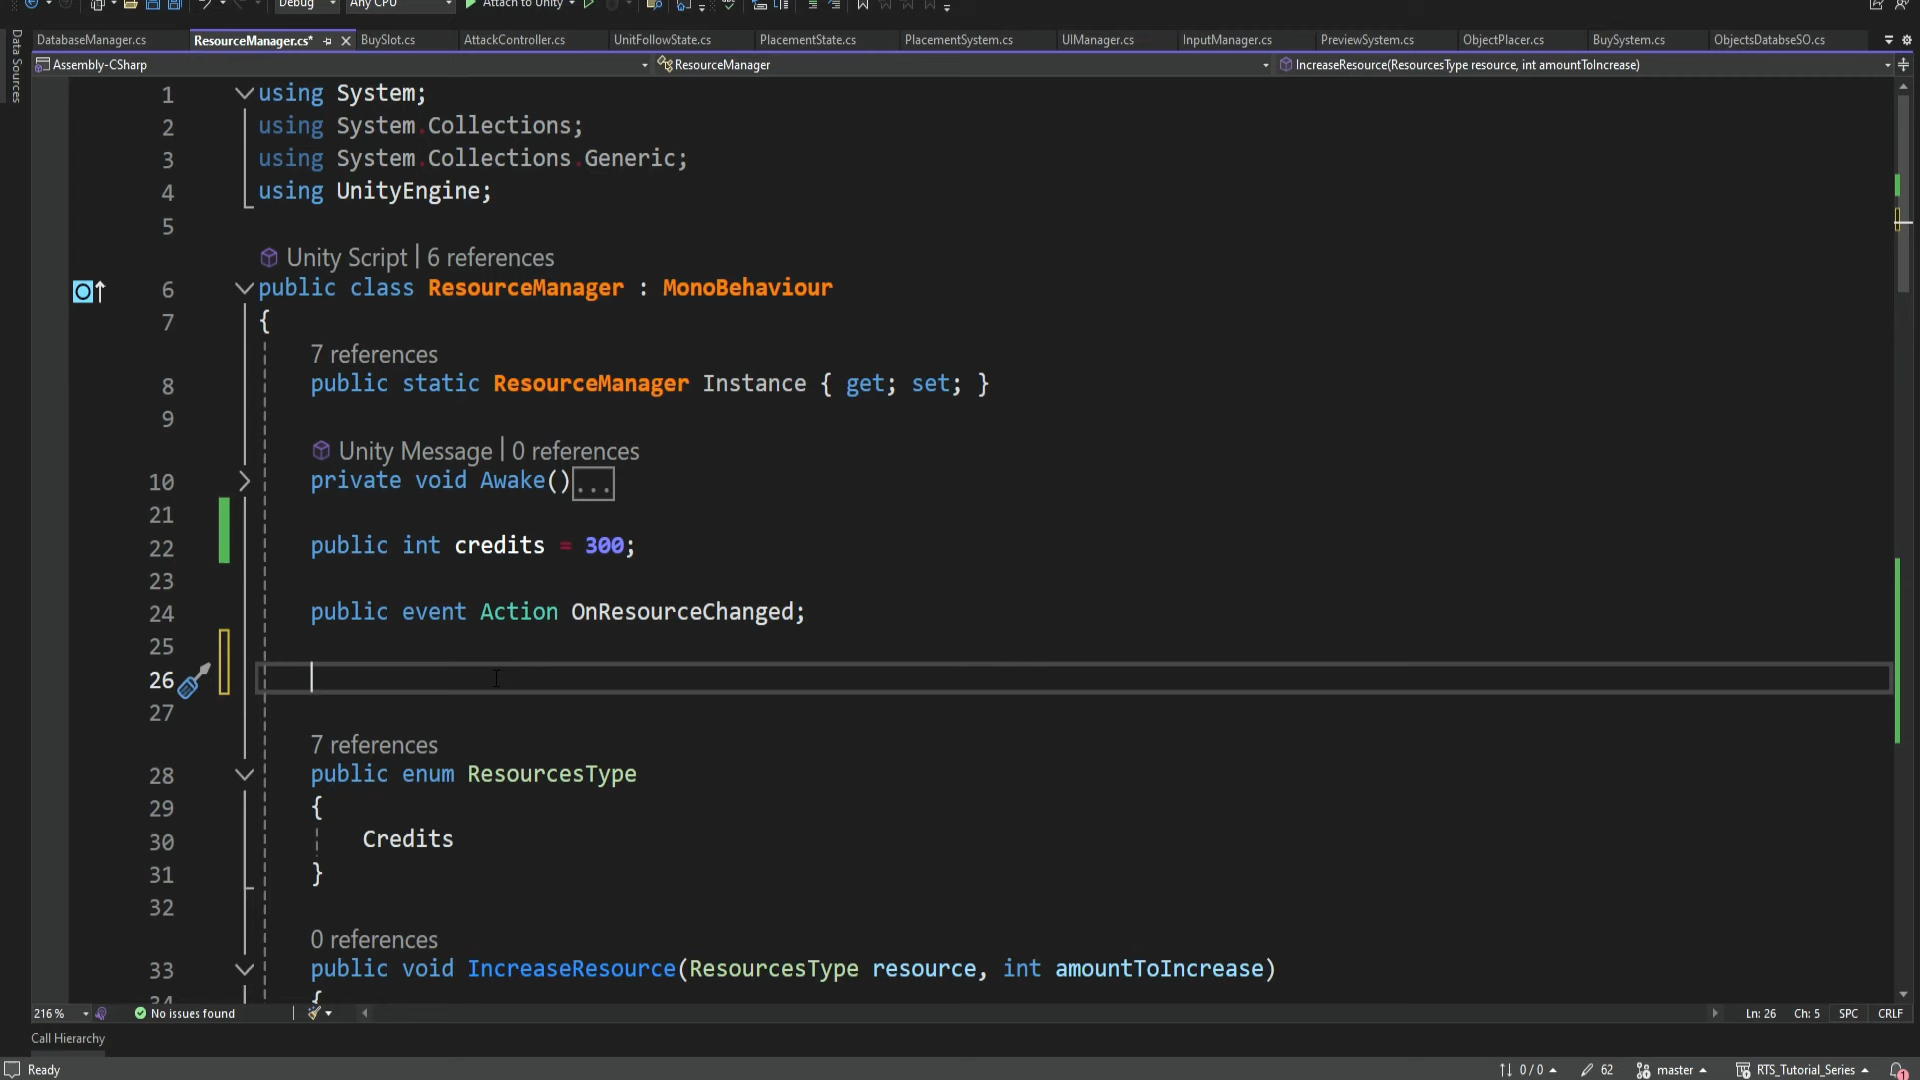 Debug Any CPU Attach to Unity
Data Sources
DatabaseManager.cs ResourceManager.cs* BuySlot.cs AttackController.cs UnitFollowState.cs PlacementState.cs PlacementSystem.cs UIManager.cs InputManager.cs PreviewSystem.cs ObjectPlacer.cs BuySystem.cs ObjectsDatabseSO.cs
Assembly-CSharp ResourceManager IncreaseResource(ResourcesType resource, int amountToIncrease)
1 using System;
2 using System.Collections;
3 using System.Collections.Generic;
4 using UnityEngine;
5
Unity Script | 6 references
6 public class ResourceManager : MonoBehaviour
7 {
7 references
8 public static ResourceManager Instance { get; set; }
9
Unity Message | 0 references
10 private void Awake()...
21
22 public int credits = 300;
23
24 public event Action OnResourceChanged;
25
26
27
7 references
28 public enum ResourcesType
29 {
30 Credits
31 }
32
0 references
33 public void IncreaseResource(ResourcesType resource, int amountToIncrease)
34 {
216 % No issues found Ln: 26 Ch: 5 SPC CRLF
Call Hierarchy
Ready 0 / 0 62 master RTS_Tutorial_Series 1